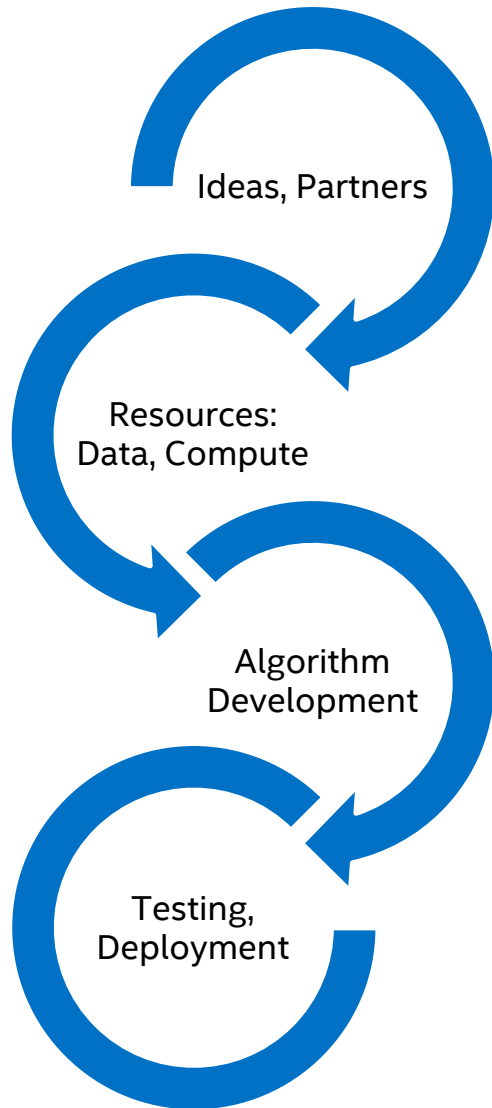 Ideas, Partners
Resources:
Data, Compute
Algorithm
Development
Testing,
Deployment